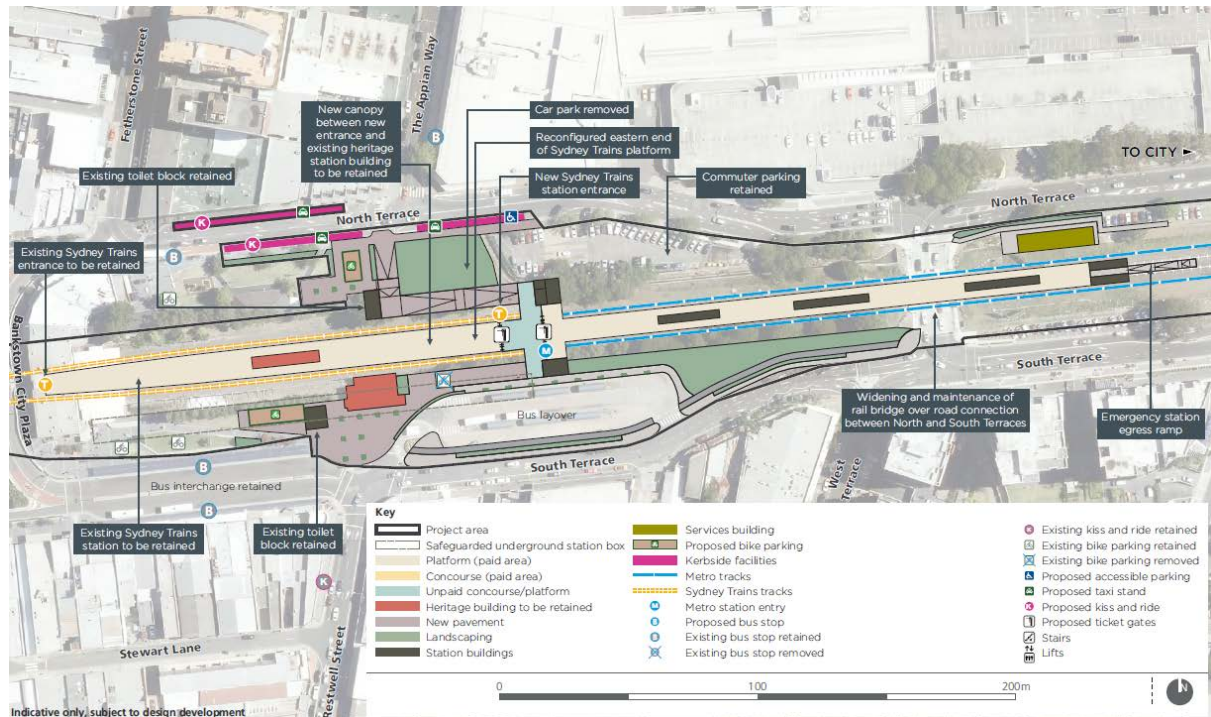 Fetherstone Street
The Appian Way
B
New canopy
between new
entrance and
existing heritage
station building
to be retained
Car park removed
Reconfigured eastern end
of Sydney Trains platform
New Sydney Trains
station entrance
Commuter parking
retained
TO CITY
Existing toilet block retained
North Terrace
North Terrace
K
K
B
Existing Sydney Trains
entrance to be retained
T
T
M
Bankstown City Plaza
Bus layover
South Terrace
South Terrace
West Terrace
Widening and maintenance of
rail bridge over road connection
between North and South Terraces
Emergency station
egress ramp
B
Bus interchange retained
B
Existing Sydney Trains
station to be retained
Existing toilet
block retained
K
Stewart Lane
Restwell Street
Key
Project area
Safeguarded underground station box
Platform (paid area)
Concourse (paid area)
Unpaid concourse/platform
Heritage building to be retained
New pavement
Landscaping
Station buildings
Services building
Proposed bike parking
Kerbside facilities
Metro tracks
Sydney Trains tracks
M Metro station entry
B Proposed bus stop
B Existing bus stop retained
Existing bus stop removed
K Existing kiss and ride retained
Existing bike parking retained
Existing bike parking removed
Proposed accessible parking
Proposed taxi stand
K Proposed kiss and ride
Proposed ticket gates
Stairs
Lifts
0 100 200m
N
Indicative only, subject to design development